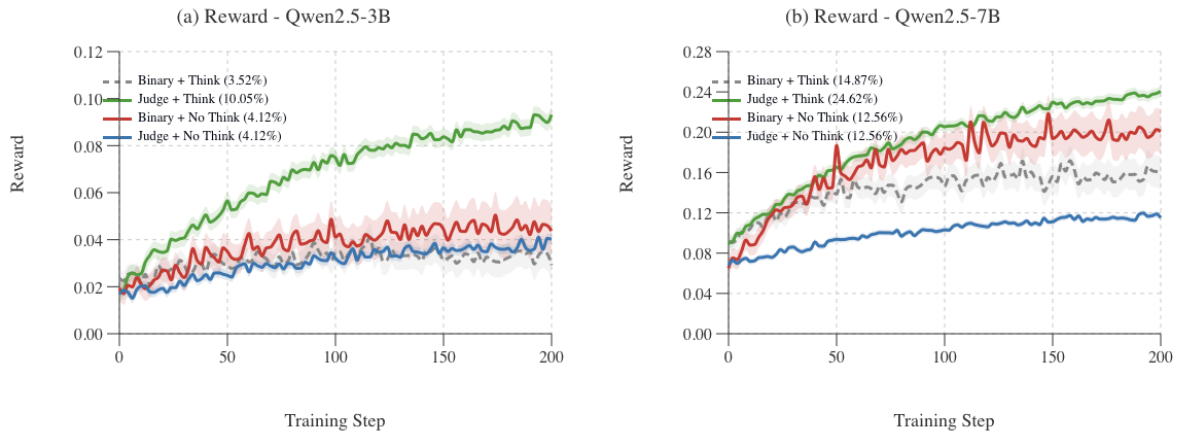 (a) Reward - Qwen2.5-3B
0.12
0.10
0.08
0.06
0.04
0.02
0.00
Reward
Binary + Think (3.52%)
Judge + Think (10.05%)
Binary + No Think (4.12%)
Judge + No Think (4.12%)
0 50 100 150 200
Training Step
(b) Reward - Qwen2.5-7B
0.28
0.24
0.20
0.16
0.12
0.08
0.04
0.00
Reward
Binary + Think (14.87%)
Judge + Think (24.62%)
Binary + No Think (12.56%)
Judge + No Think (12.56%)
0 50 100 150 200
Training Step